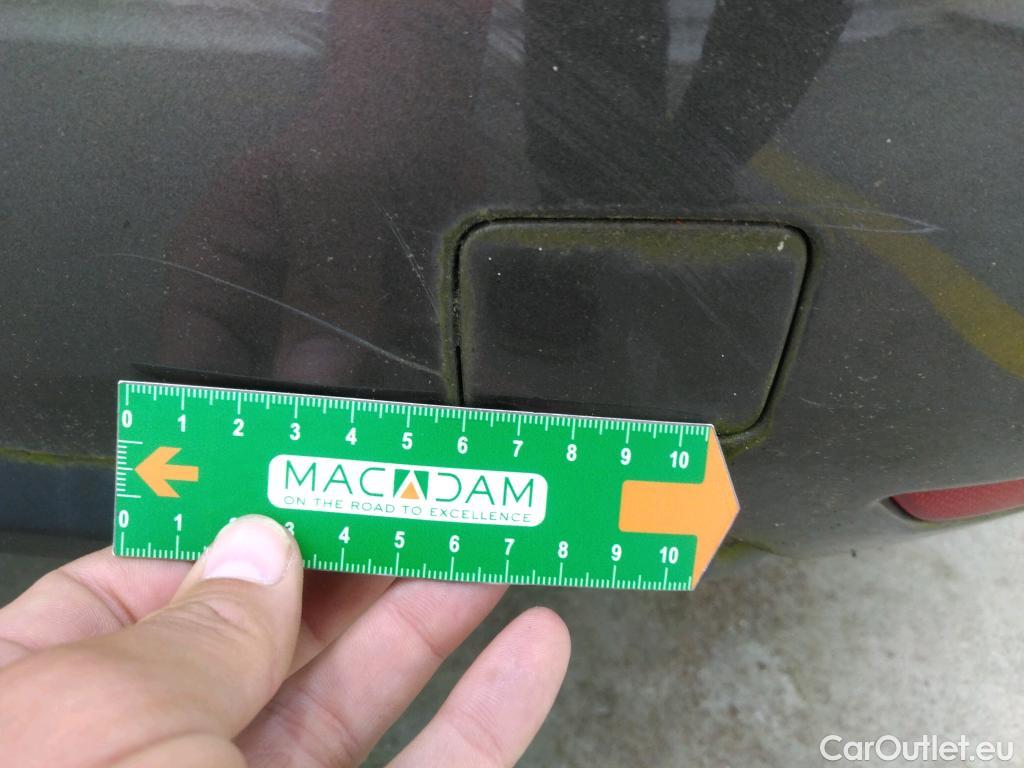 0 1 2 3 4 5 6 7 8 9 10
MACADAM
ON THE ROAD TO EXCELLENCE
0 1 2 3 4 5 6 7 8 9 10
CarOutlet.eu